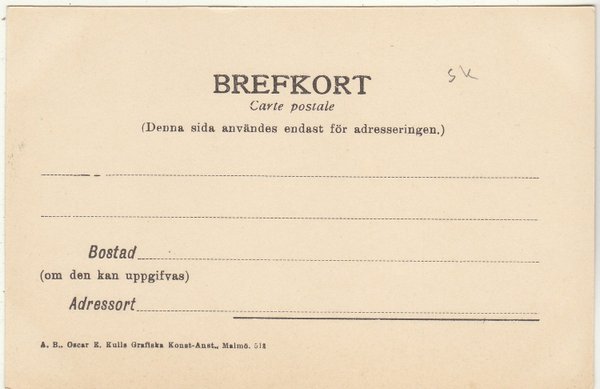 BREFKORT
SK
Carte postale
(Denna sida användes endast för adresseringen.)
Bostad
(om den kan uppgifvas)
Adressort
A. B., Oscar E. Kulls Grafiska Konst-Anst., Malmö. 512